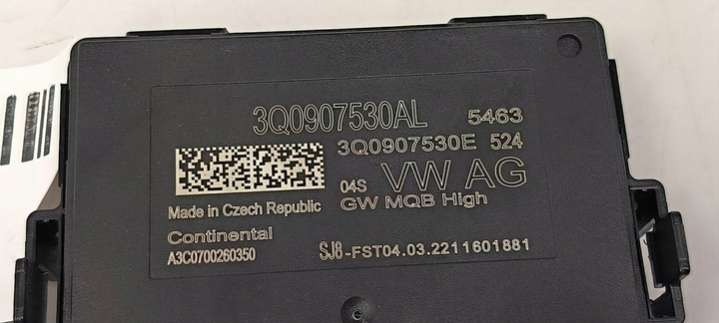 3Q0907530AL 5463
3Q0907530E 524
04S VW AG
GW MQB High
Made in Czech Republic
Continental
A3C0700260350
SJ8-FST04.03.2211601881